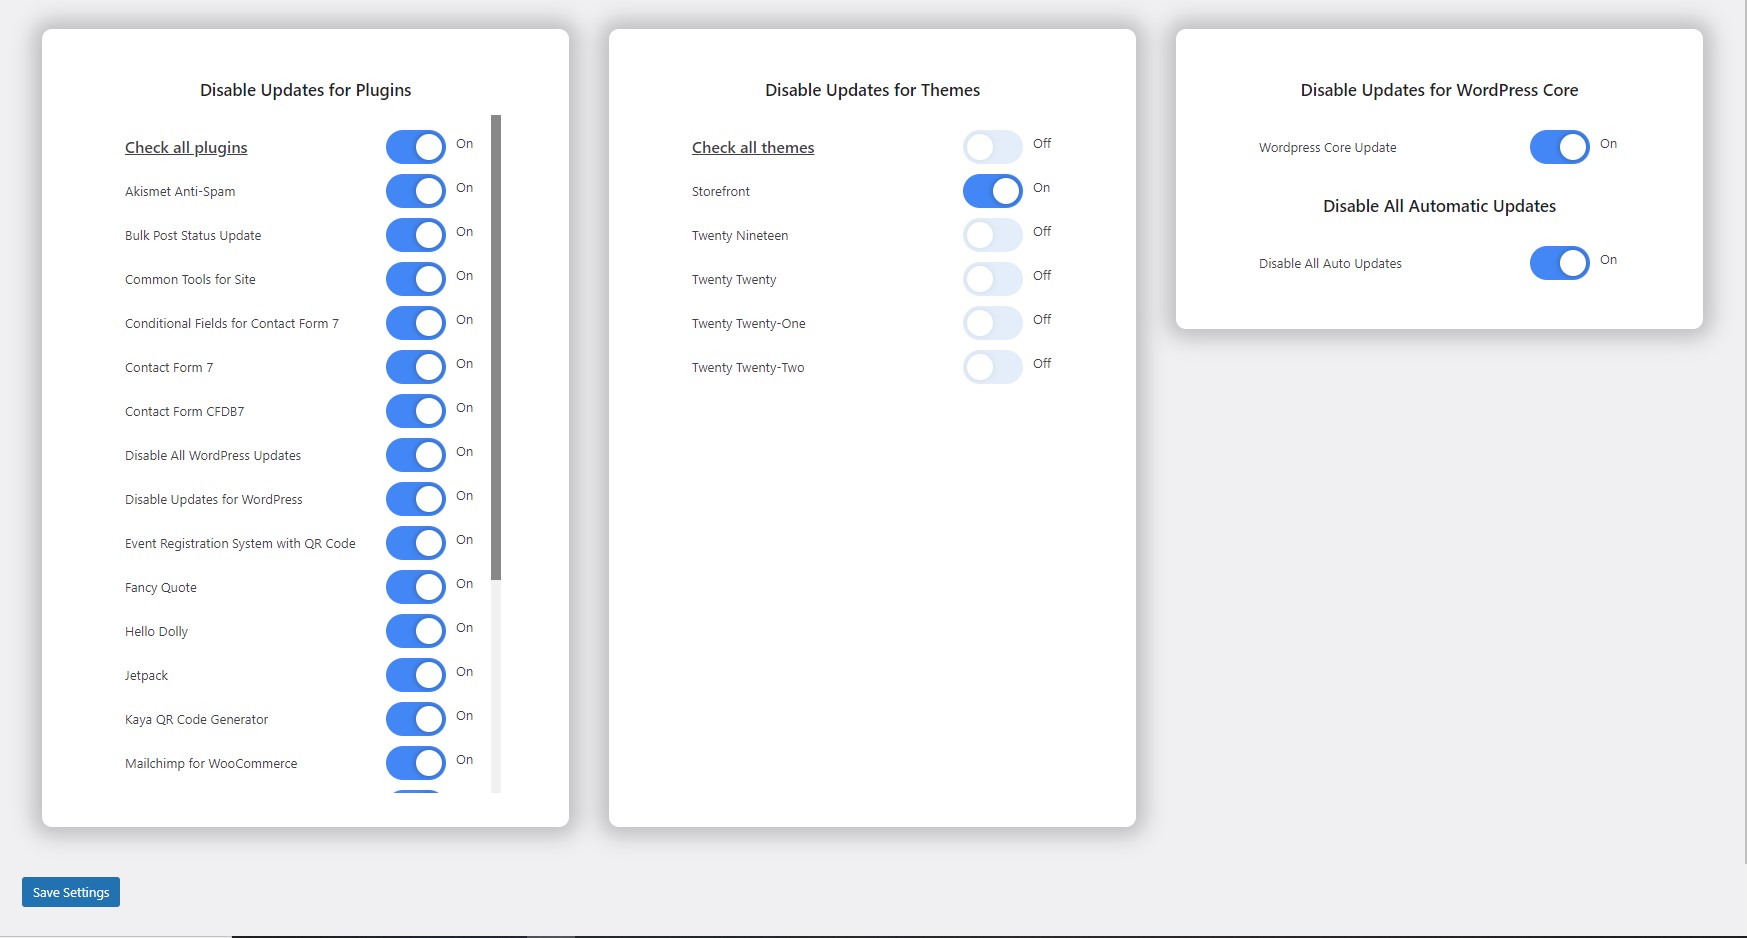 Disable Updates for Plugins
Check all plugins On
Akismet Anti-Spam On
Bulk Post Status Update On
Common Tools for Site On
Conditional Fields for Contact Form 7 On
Contact Form 7 On
Contact Form CFDB7 On
Disable All WordPress Updates On
Disable Updates for WordPress On
Event Registration System with QR Code On
Fancy Quote On
Hello Dolly On
Jetpack On
Kaya QR Code Generator On
Mailchimp for WooCommerce On
Disable Updates for Themes
Check all themes Off
Storefront On
Twenty Nineteen Off
Twenty Twenty Off
Twenty Twenty-One Off
Twenty Twenty-Two Off
Disable Updates for WordPress Core
Wordpress Core Update On
Disable All Automatic Updates
Disable All Auto Updates On
Save Settings